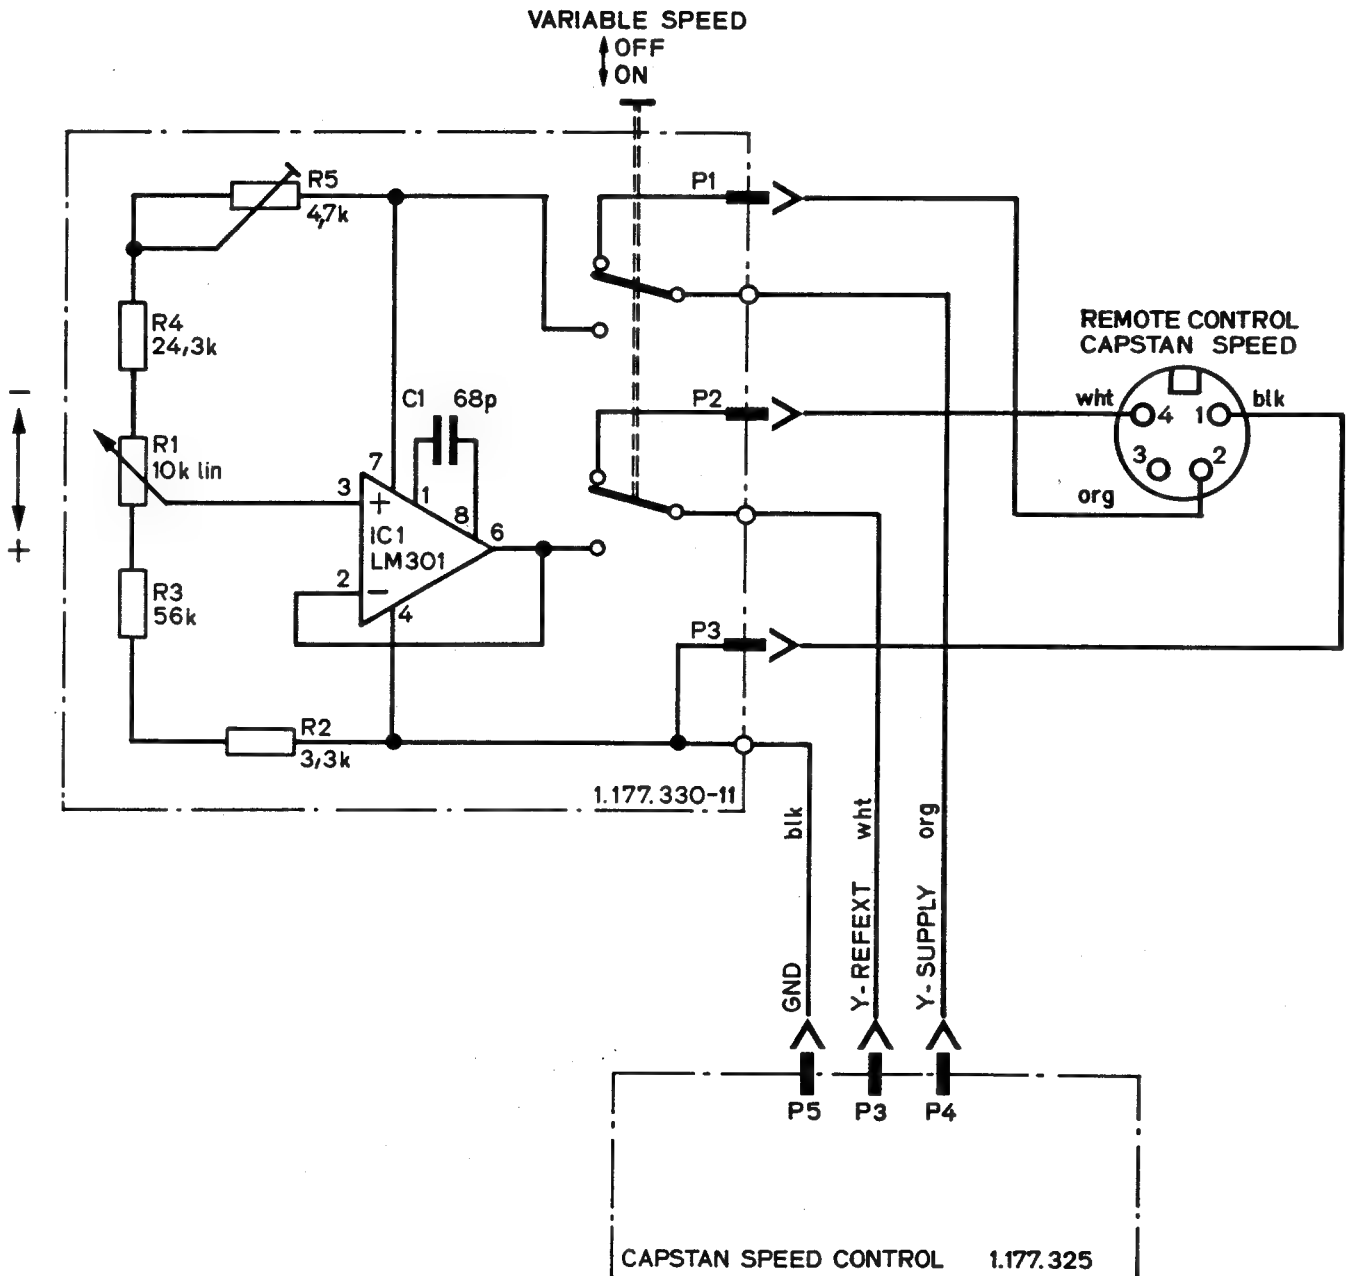 VARIABLE SPEED
OFF
ON
R5
4,7k
P1
R4
24,3k
REMOTE CONTROL
CAPSTAN SPEED
−
C1 68p
P2
wht
4
1
blk
R1
10k lin
7
3
2
3
+
1
org
8
IC1
6
LM301
+
2
−
R3
56k
4
P3
R2
3,3k
1.177.330-11
blk
wht
org
GND
Y-REFEXT
Y-SUPPLY
P5
P3
P4
CAPSTAN SPEED CONTROL 1.177.325